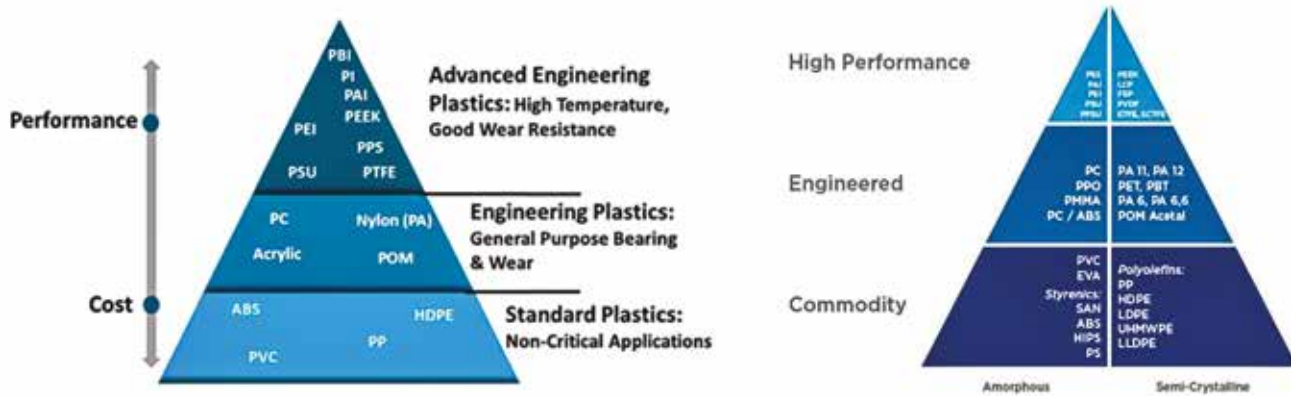 Performance
Cost
PBI
PI
PAI
PEEK
PEI
PPS
PSU
PTFE
PC
Nylon (PA)
Acrylic
POM
ABS
HDPE
PP
PVC
Advanced Engineering
Plastics: High Temperature,
Good Wear Resistance
Engineering Plastics:
General Purpose Bearing
& Wear
Standard Plastics:
Non-Critical Applications
High Performance
Engineered
Commodity
PAI
PEI
PSU
PPSU
PEEK
LCP
PVDF
PC
PPO
PMMA
PC / ABS
PA 11, PA 12
PET, PBT
PA 6, PA 6,6
POM Acetal
PVC
EVA
Styrenics:
SAN
ABS
HIPS
PS
Polyolefins:
PP
HDPE
LDPE
UHMWPE
LLDPE
Amorphous
Semi-Crystalline